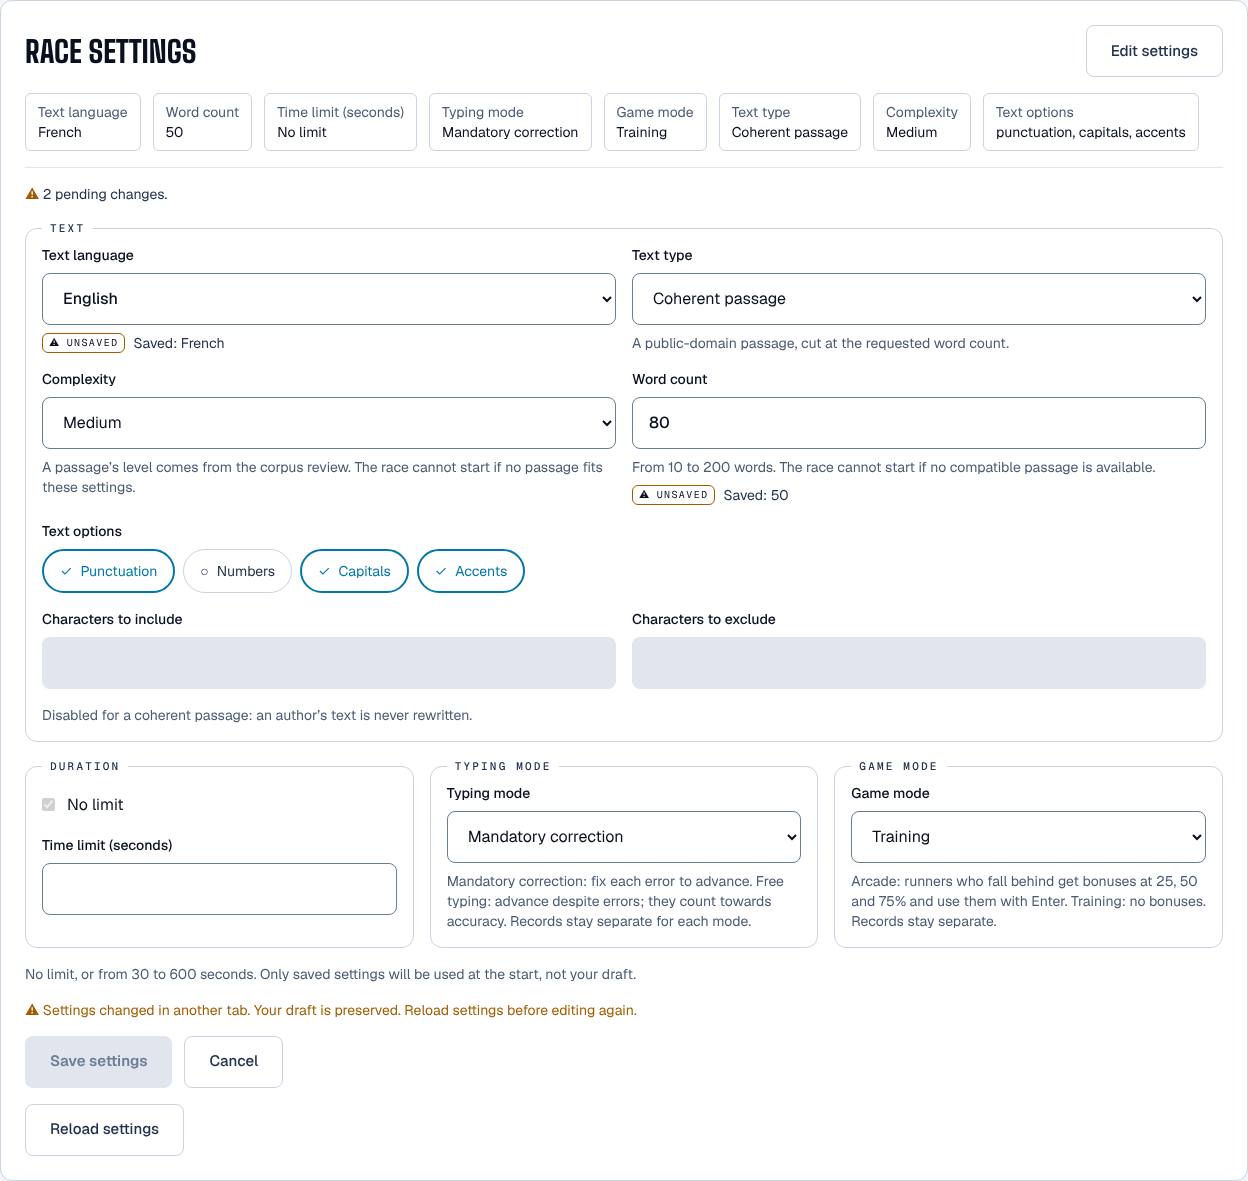 RACE SETTINGS
Edit settings
Text language
French
Word count
50
Time limit (seconds)
No limit
Typing mode
Mandatory correction
Game mode
Training
Text type
Coherent passage
Complexity
Medium
Text options
punctuation, capitals, accents
2 pending changes.
TEXT
Text language
English
UNSAVED Saved: French
Text type
Coherent passage
A public-domain passage, cut at the requested word count.
Complexity
Medium
A passage’s level comes from the corpus review. The race cannot start if no passage fits
these settings.
Word count
80
From 10 to 200 words. The race cannot start if no compatible passage is available.
UNSAVED Saved: 50
Text options
Punctuation
Numbers
Capitals
Accents
Characters to include
Characters to exclude
Disabled for a coherent passage: an author’s text is never rewritten.
DURATION
No limit
Time limit (seconds)
TYPING MODE
Typing mode
Mandatory correction
Mandatory correction: fix each error to advance. Free
typing: advance despite errors; they count towards
accuracy. Records stay separate for each mode.
GAME MODE
Game mode
Training
Arcade: runners who fall behind get bonuses at 25, 50
and 75% and use them with Enter. Training: no bonuses.
Records stay separate.
No limit, or from 30 to 600 seconds. Only saved settings will be used at the start, not your draft.
Settings changed in another tab. Your draft is preserved. Reload settings before editing again.
Save settings
Cancel
Reload settings